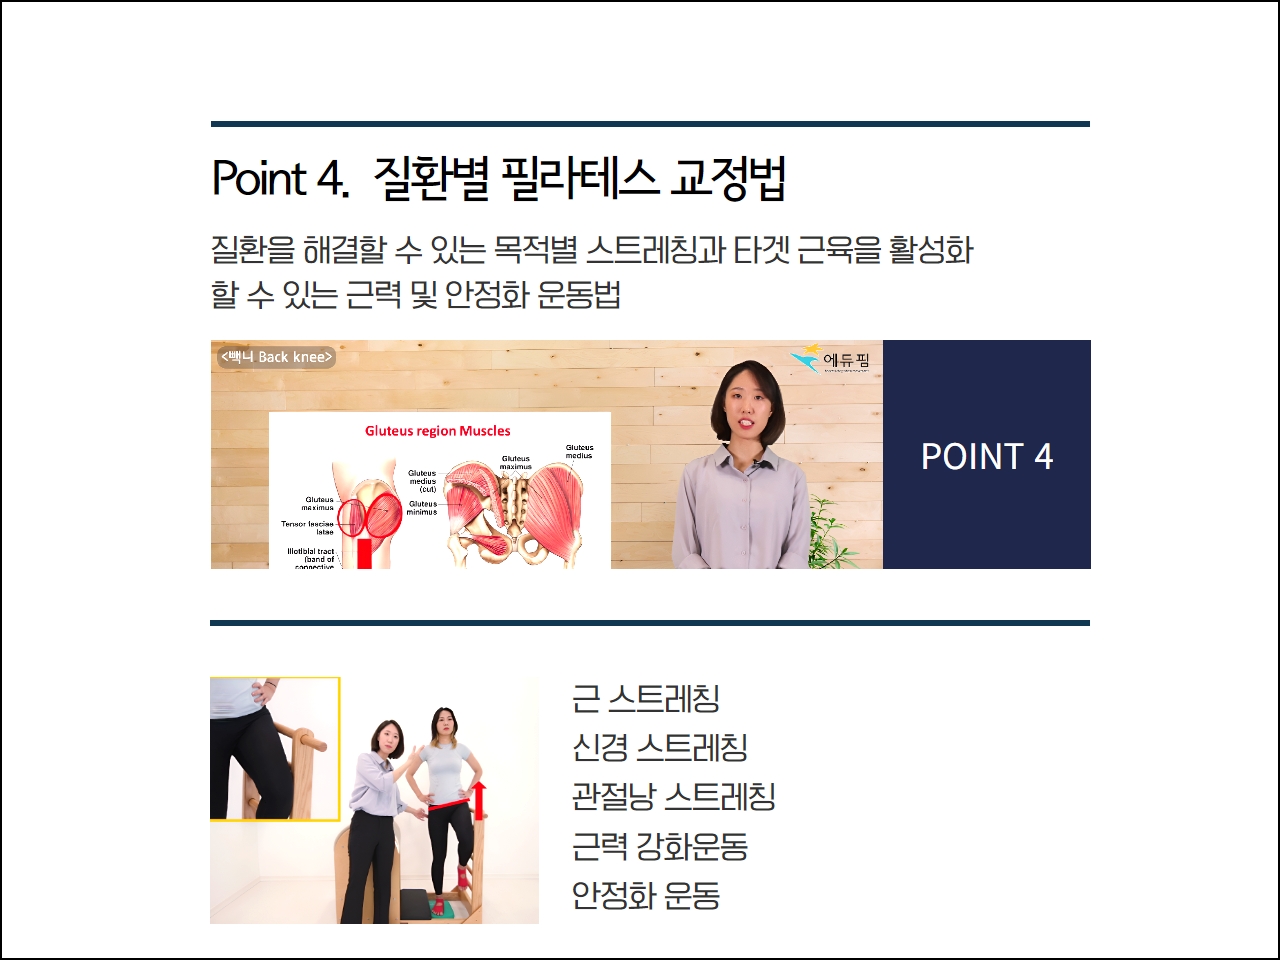 Point 4. 질환별 필라테스 교정법
질환을 해결할 수 있는 목적별 스트레칭과 타겟 근육을 활성화
할 수 있는 근력 및 안정화 운동법
<빽니 Back knee>
에듀핌
Gluteus region Muscles
Gluteus
maximus
Tensor fasciae
latae
Iliotibial tract
(band of
connective
Gluteus
medius
(cut)
Gluteus
minimus
Gluteus
maximus
Gluteus
medius
POINT 4
근 스트레칭
신경 스트레칭
관절낭 스트레칭
근력 강화운동
안정화 운동